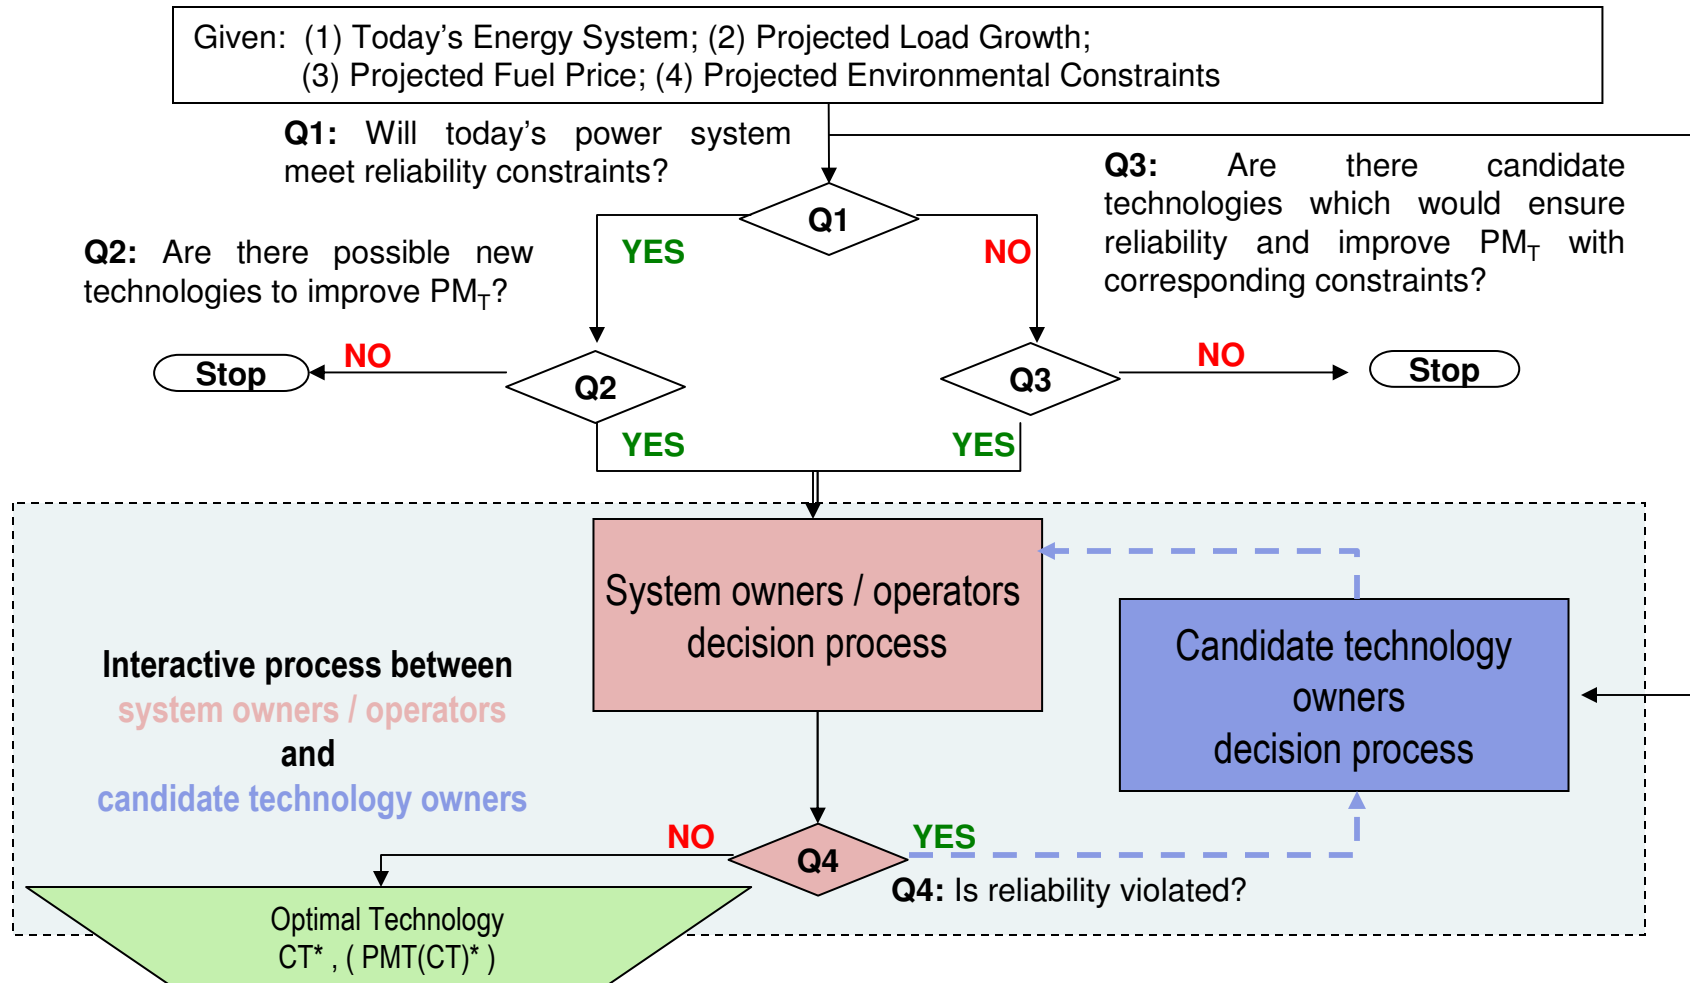 Given: (1) Today's Energy System; (2) Projected Load Growth;
(3) Projected Fuel Price; (4) Projected Environmental Constraints
Q1: Will today's power system
meet reliability constraints?
Q3: Are there candidate
technologies which would ensure
reliability and improve PM_T with
corresponding constraints?
Q1
Q2: Are there possible new
technologies to improve PM_T?
YES
NO
Stop
NO
Q2
Q3
NO
Stop
YES
YES
System owners / operators
decision process
Candidate technology
owners
decision process
Interactive process between
system owners / operators
and
candidate technology owners
NO
Q4
YES
Q4: Is reliability violated?
Optimal Technology
CT* , ( PMT(CT)* )